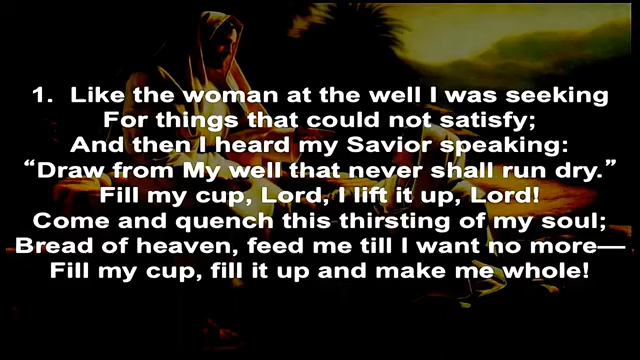 1. Like the woman at the well I was seeking
For things that could not satisfy;
And then I heard my Savior speaking:
“Draw from My well that never shall run dry.”
Fill my cup, Lord, I lift it up, Lord!
Come and quench this thirsting of my soul;
Bread of heaven, feed me till I want no more—
Fill my cup, fill it up and make me whole!